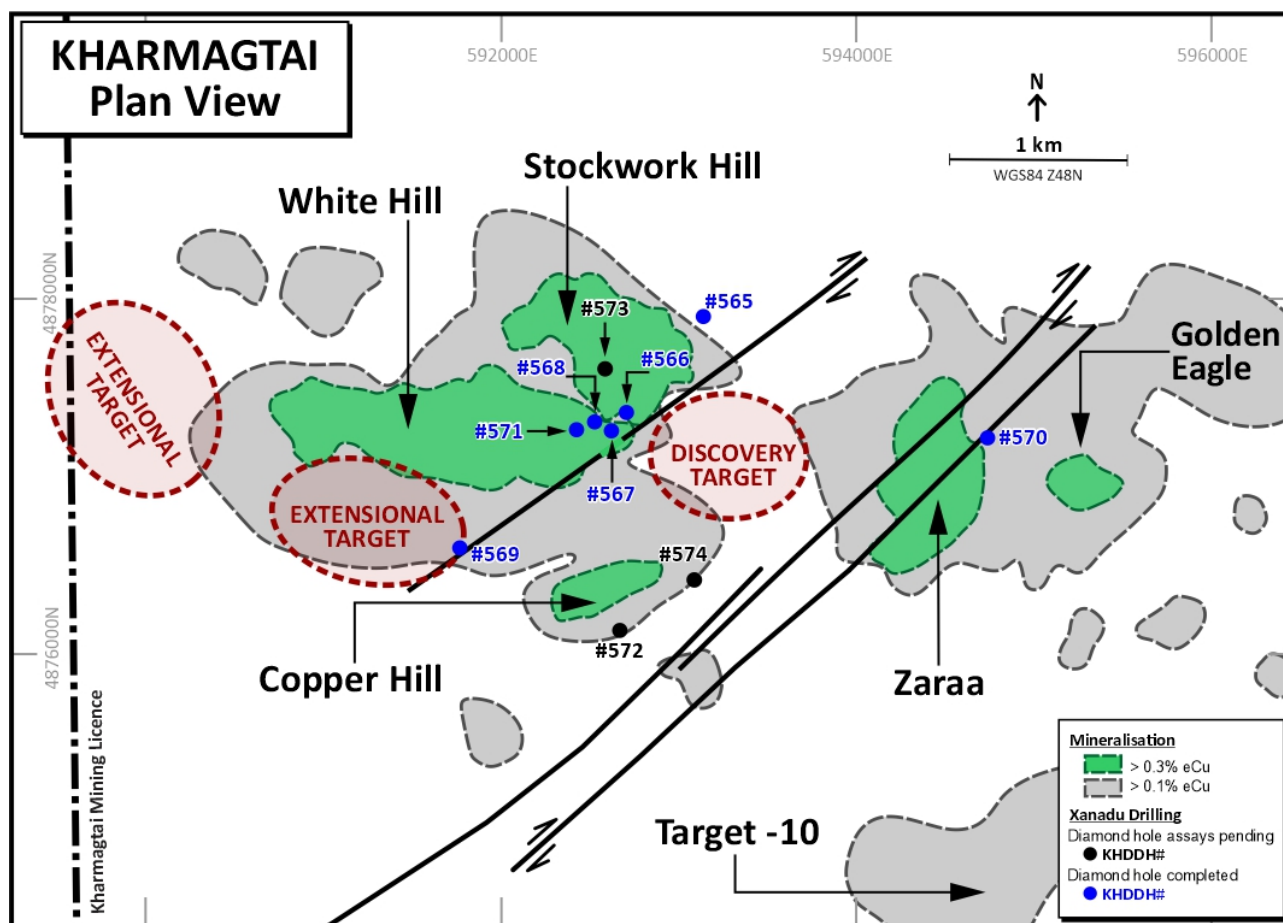 KHARMAGTAI
Plan View
592000E
594000E
596000E
N
1 km
WGS84 Z48N
Stockwork Hill
White Hill
4878000N
#573
#565
#568
#566
Golden
Eagle
EXTENSIONAL
TARGET
#571
#570
DISCOVERY
TARGET
#567
EXTENSIONAL
TARGET
#569
#574
4876000N
#572
Copper Hill
Zaraa
Kharmagtai Mining Licence
Target -10
Mineralisation
> 0.3% eCu
> 0.1% eCu
Xanadu Drilling
Diamond hole assays pending
KHDDH#
Diamond hole completed
KHDDH#